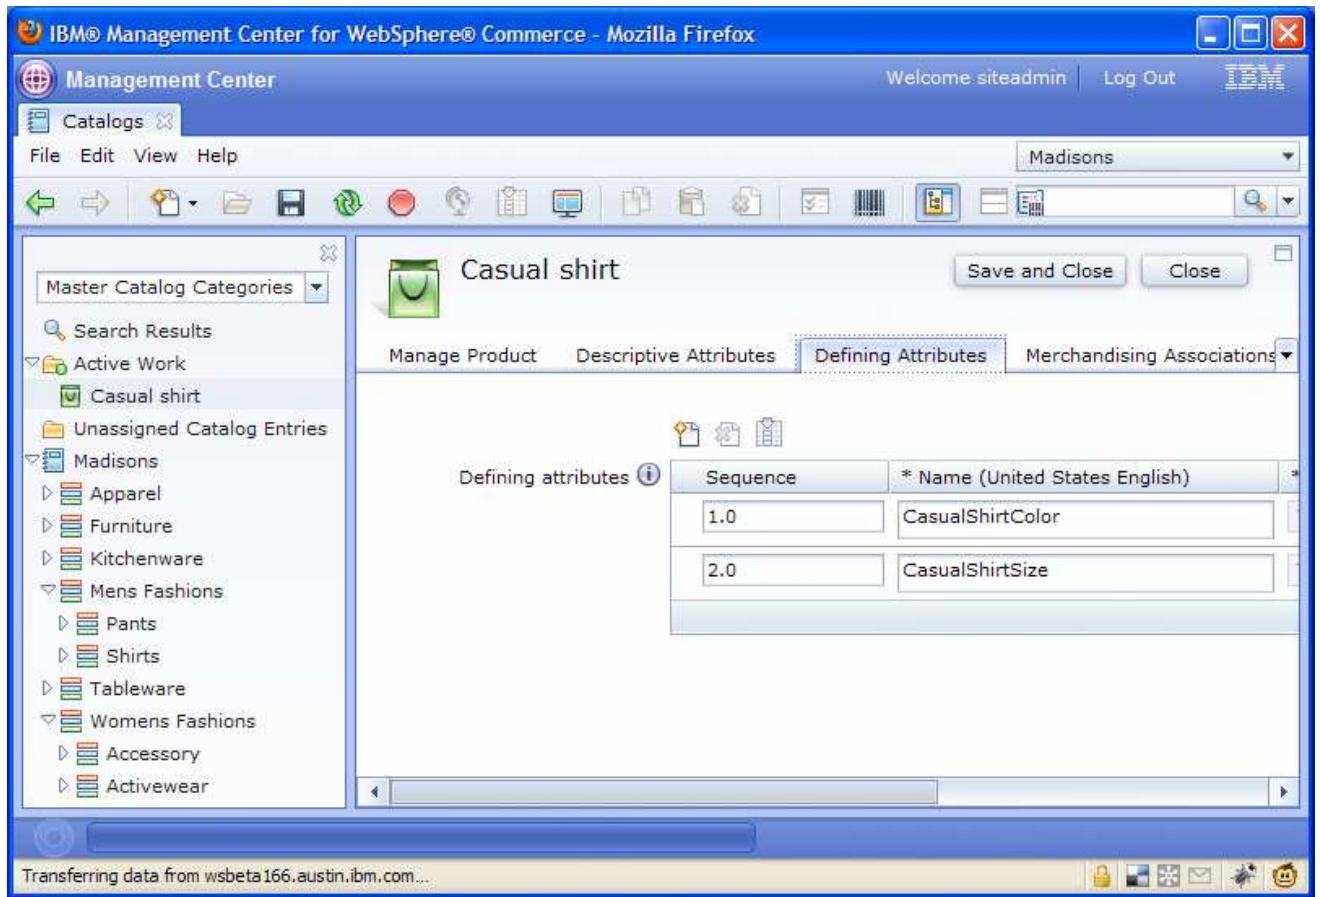 IBM® Management Center for WebSphere® Commerce - Mozilla Firefox
Management Center
Welcome siteadmin
Log Out
IBM
Catalogs
File Edit View Help
Madisons
Master Catalog Categories
Search Results
Active Work
Casual shirt
Unassigned Catalog Entries
Madisons
Apparel
Furniture
Kitchenware
Mens Fashions
Pants
Shirts
Tableware
Womens Fashions
Accessory
Activewear
Casual shirt
Save and Close
Close
Manage Product
Descriptive Attributes
Defining Attributes
Merchandising Associations
Defining attributes
Sequence
* Name (United States English)
*
1.0
CasualShirtColor
2.0
CasualShirtSize
Transferring data from wsbeta166.austin.ibm.com...